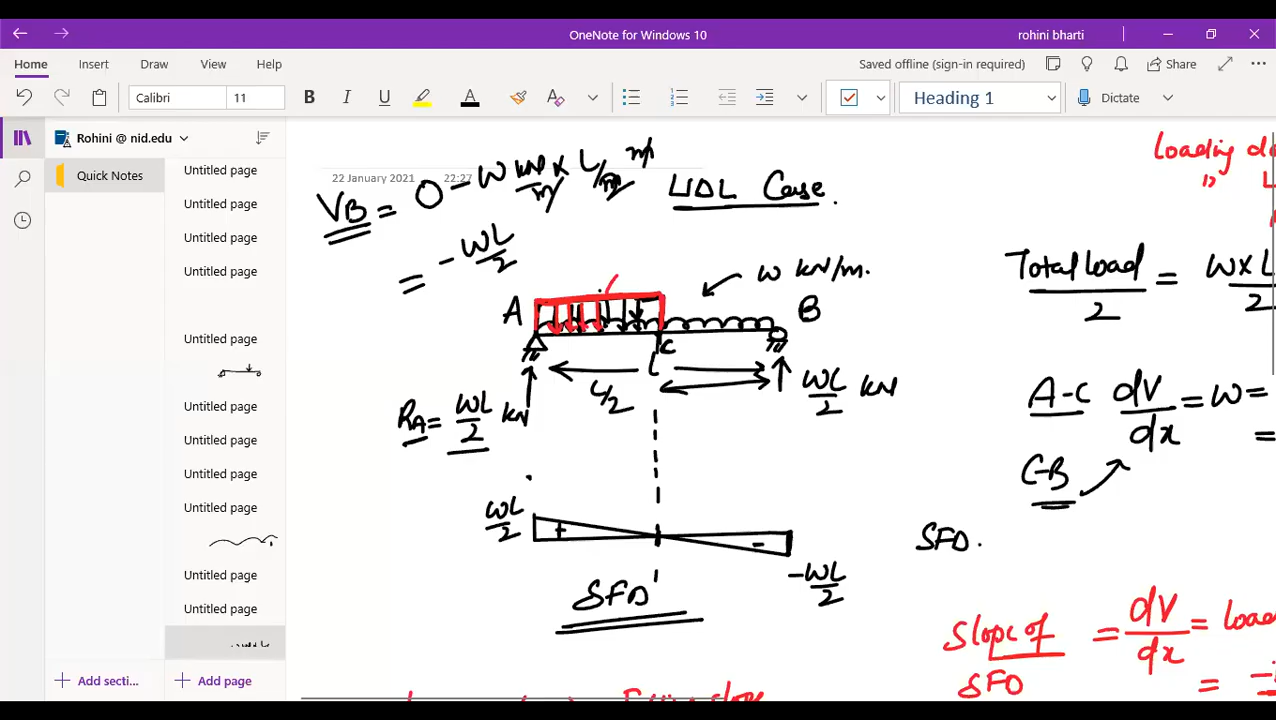 OneNote for Windows 10
rohini bharti
Home Insert Draw View Help
Saved offline (sign-in required)
Share
Calibri 11 B I U A
Heading 1
Dictate
Rohini @ nid.edu
Quick Notes
Untitled page
Untitled page
Untitled page
Untitled page
Untitled page
Untitled page
Untitled page
Untitled page
Untitled page
Untitled page
Untitled page
Add secti...
Add page
22 January 2021 22:27
VB = 0 - w kN/m x L/2 m
= -wL/2
UDL Case.
w kN/m.
A B
C
L
L/2
RA = wL/2 kN
wL/2 kN
wL/2 + - -wL/2
SFD
Loading
Total load/2 = w x L/2
A-C dV/dx = w =
=
C-B
SFD.
Slope of SFD = dV/dx =
= -